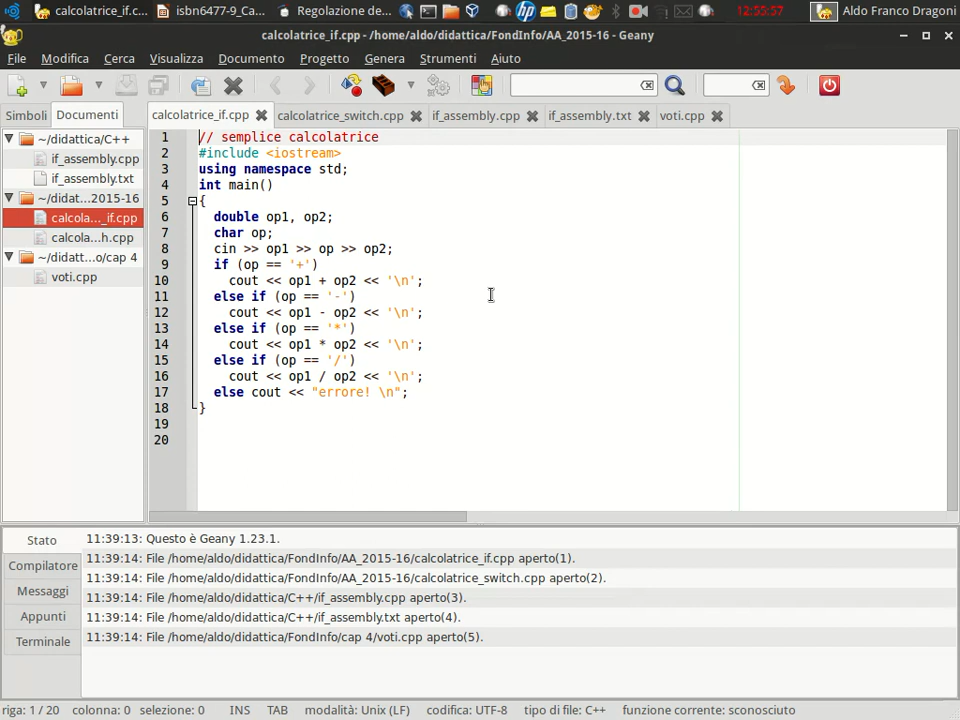 calcolatrice_if.c... isbn6477-9_Ca... Regolazione de... 12:55:57 Aldo Franco Dragoni
calcolatrice_if.cpp - /home/aldo/didattica/FondInfo/AA_2015-16 - Geany
File Modifica Cerca Visualizza Documento Progetto Genera Strumenti Aiuto
Simboli Documenti calcolatrice_if.cpp calcolatrice_switch.cpp if_assembly.cpp if_assembly.txt voti.cpp
~/didattica/C++
if_assembly.cpp
if_assembly.txt
~/didat...2015-16
calcola..._if.cpp
calcola...h.cpp
~/didatt...o/cap 4
voti.cpp
1 // semplice calcolatrice
2 #include <iostream>
3 using namespace std;
4 int main()
5 {
6 double op1, op2;
7 char op;
8 cin >> op1 >> op >> op2;
9 if (op == '+')
10 cout << op1 + op2 << '\n';
11 else if (op == '-')
12 cout << op1 - op2 << '\n';
13 else if (op == '*')
14 cout << op1 * op2 << '\n';
15 else if (op == '/')
16 cout << op1 / op2 << '\n';
17 else cout << "errore! \n";
18 }
19
20
Stato
Compilatore
Messaggi
Appunti
Terminale
11:39:13: Questo è Geany 1.23.1.
11:39:14: File /home/aldo/didattica/FondInfo/AA_2015-16/calcolatrice_if.cpp aperto(1).
11:39:14: File /home/aldo/didattica/FondInfo/AA_2015-16/calcolatrice_switch.cpp aperto(2).
11:39:14: File /home/aldo/didattica/C++/if_assembly.cpp aperto(3).
11:39:14: File /home/aldo/didattica/C++/if_assembly.txt aperto(4).
11:39:14: File /home/aldo/didattica/FondInfo/cap 4/voti.cpp aperto(5).
riga: 1 / 20 colonna: 0 selezione: 0 INS TAB modalità: Unix (LF) codifica: UTF-8 tipo di file: C++ funzione corrente: sconosciuto